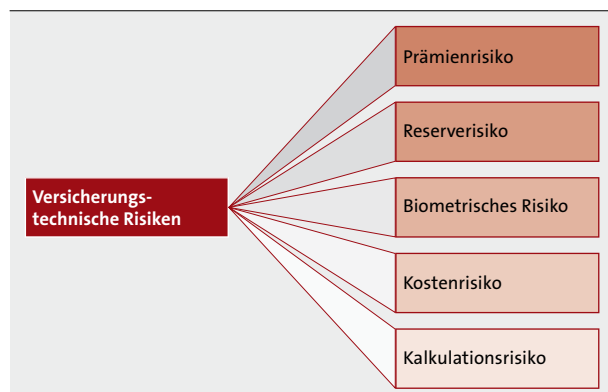 Prämienrisiko
Reserverisiko
Versicherungs-
technische Risiken
Biometrisches Risiko
Kostenrisiko
Kalkulationsrisiko